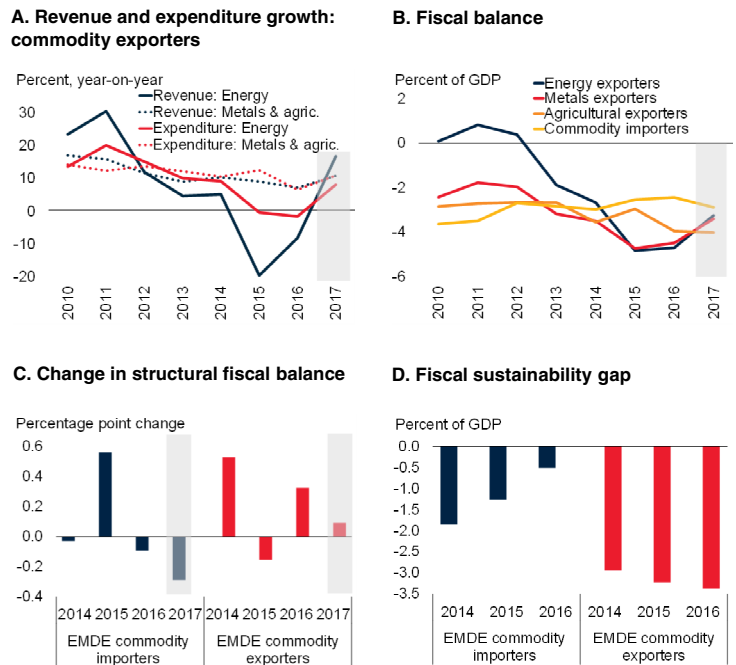 A. Revenue and expenditure growth:
commodity exporters
Percent, year-on-year
Revenue: Energy
Revenue: Metals & agric.
Expenditure: Energy
Expenditure: Metals & agric.
30
20
10
0
-10
-20
2010
2011
2012
2013
2014
2015
2016
2017
B. Fiscal balance
Percent of GDP
Energy exporters
Metals exporters
Agricultural exporters
Commodity importers
2
0
-2
-4
-6
2010
2011
2012
2013
2014
2015
2016
2017
C. Change in structural fiscal balance
Percentage point change
0.6
0.4
0.2
0.0
-0.2
-0.4
2014 2015 2016 2017 2014 2015 2016 2017
EMDE commodity
importers
EMDE commodity
exporters
D. Fiscal sustainability gap
Percent of GDP
0.0
-0.5
-1.0
-1.5
-2.0
-2.5
-3.0
-3.5
2014 2015 2016 2014 2015 2016
EMDE commodity
importers
EMDE commodity
exporters